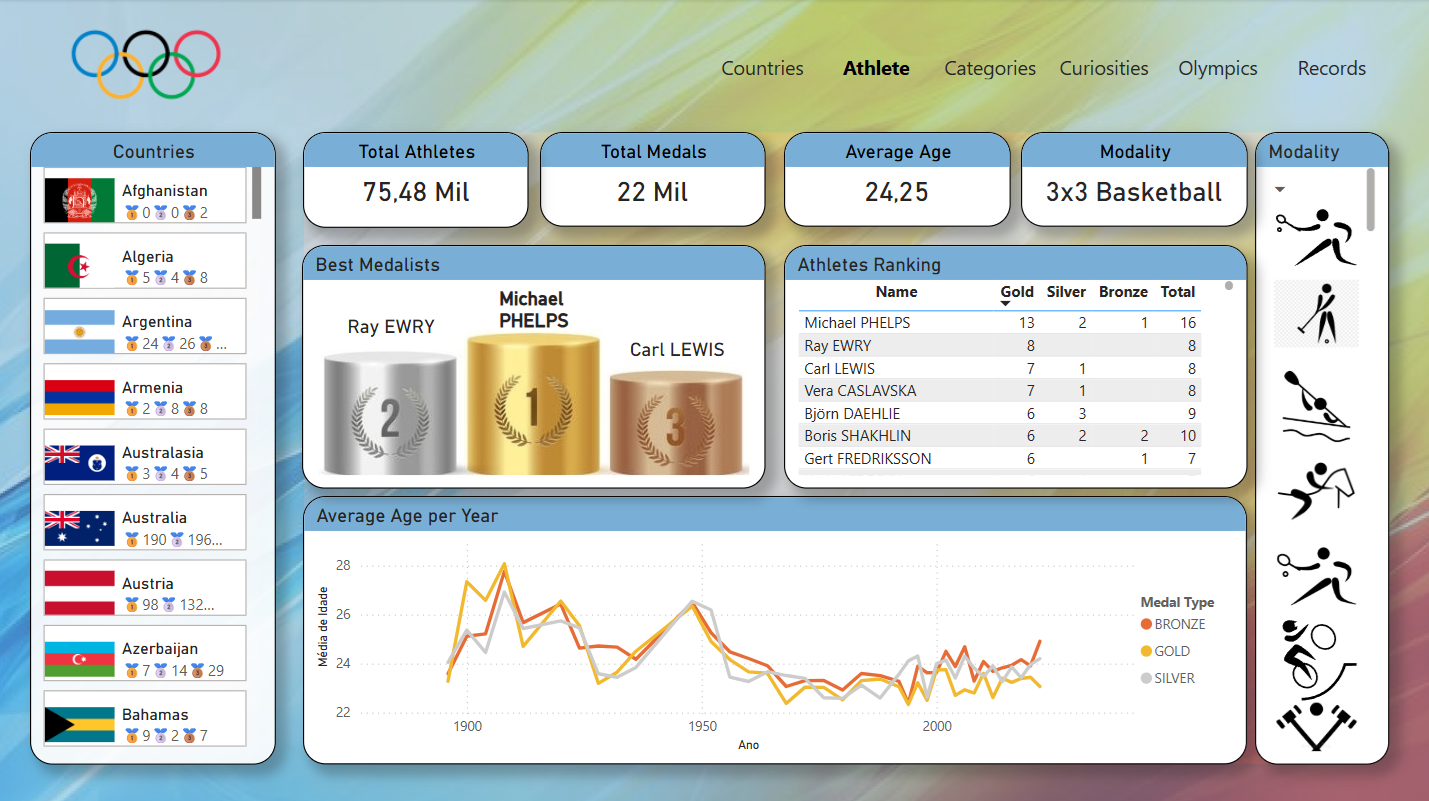 Countries Athlete Categories Curiosities Olympics Records
Countries
Afghanistan
0 0 2
Algeria
5 4 8
Argentina
24 26 ...
Armenia
2 8 8
Australasia
3 4 5
Australia
190 196...
Austria
98 132...
Azerbaijan
7 14 29
Bahamas
9 2 7
Total Athletes
75,48 Mil
Total Medals
22 Mil
Average Age
24,25
Modality
3x3 Basketball
Modality
Best Medalists
Ray EWRY
Michael
PHELPS
Carl LEWIS
2
1
3
Athletes Ranking
Name Gold Silver Bronze Total
Michael PHELPS 13 2 1 16
Ray EWRY 8 8
Carl LEWIS 7 1 8
Vera CASLAVSKA 7 1 8
Björn DAEHLIE 6 3 9
Boris SHAKHLIN 6 2 2 10
Gert FREDRIKSSON 6 1 7
Average Age per Year
Média de Idade
28
26
24
22
1900 1950 2000
Ano
Medal Type
BRONZE
GOLD
SILVER